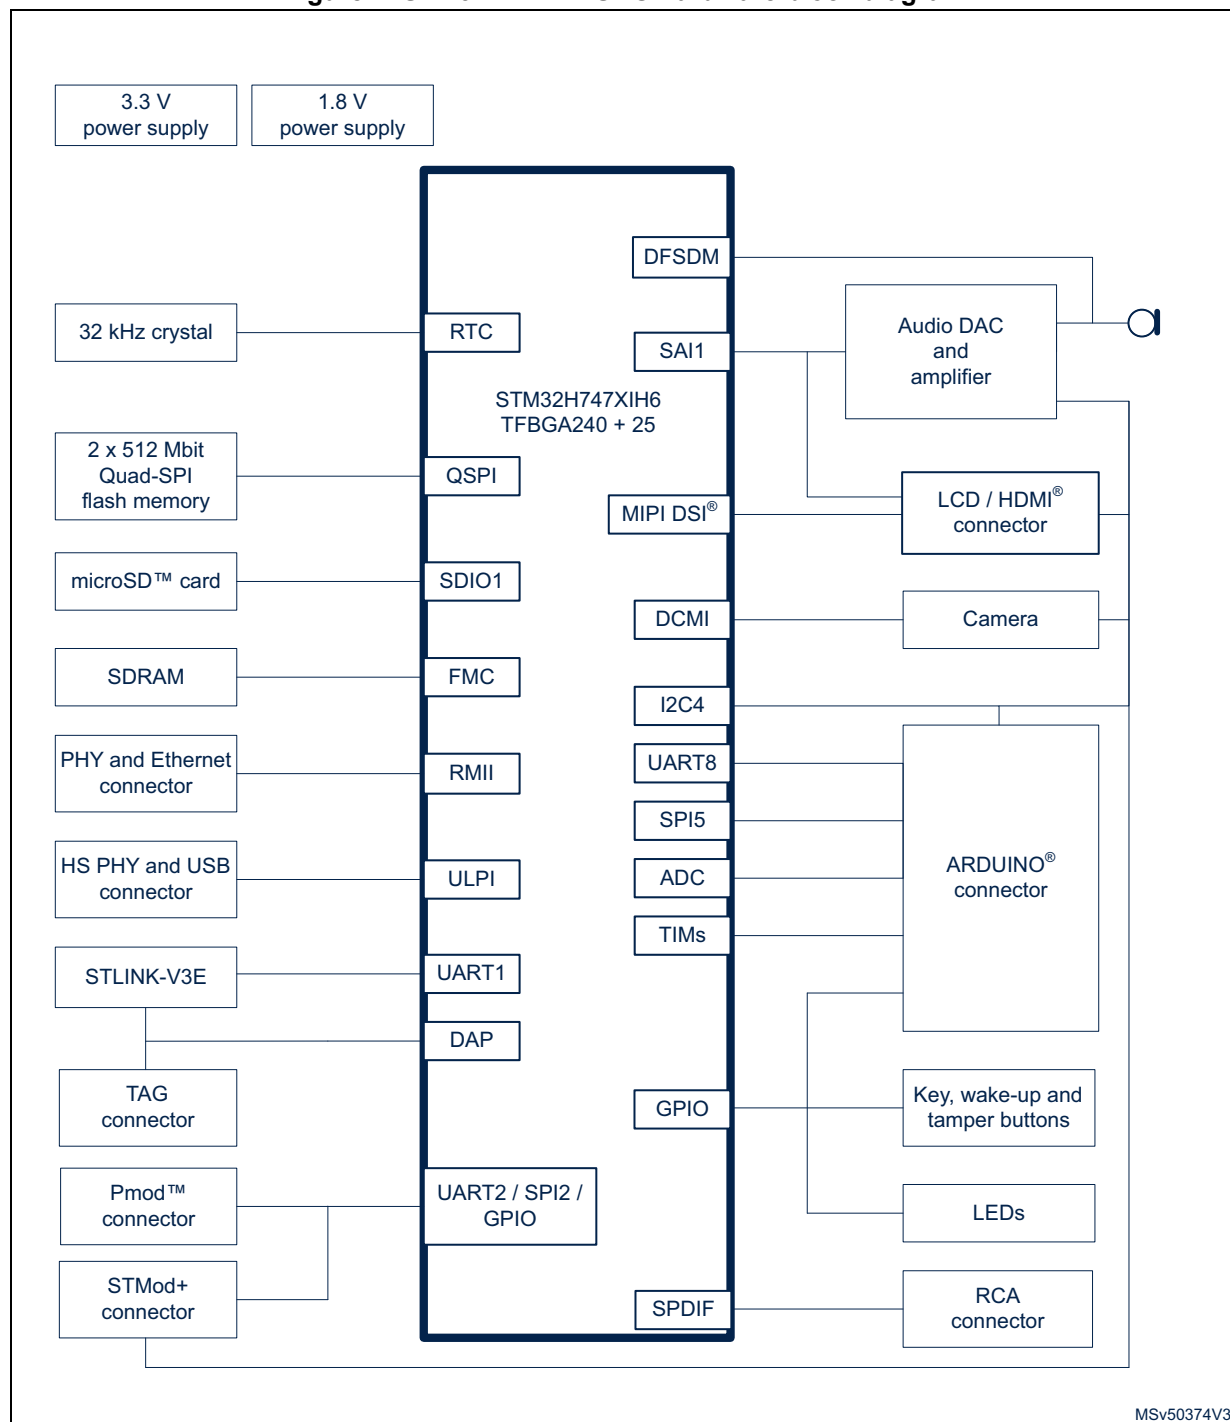 3.3 V
power supply
1.8 V
power supply
DFSDM
32 kHz crystal
RTC
SAI1
Audio DAC
and
amplifier
STM32H747XIH6
TFBGA240 + 25
2 x 512 Mbit
Quad-SPI
flash memory
QSPI
MIPI DSI®
LCD / HDMI®
connector
microSD™ card
SDIO1
DCMI
Camera
SDRAM
FMC
I2C4
PHY and Ethernet
connector
RMII
UART8
SPI5
HS PHY and USB
connector
ULPI
ADC
ARDUINO®
connector
TIMs
STLINK-V3E
UART1
DAP
TAG
connector
GPIO
Key, wake-up and
tamper buttons
Pmod™
connector
UART2 / SPI2 /
GPIO
LEDs
STMod+
connector
SPDIF
RCA
connector
MSv50374V3